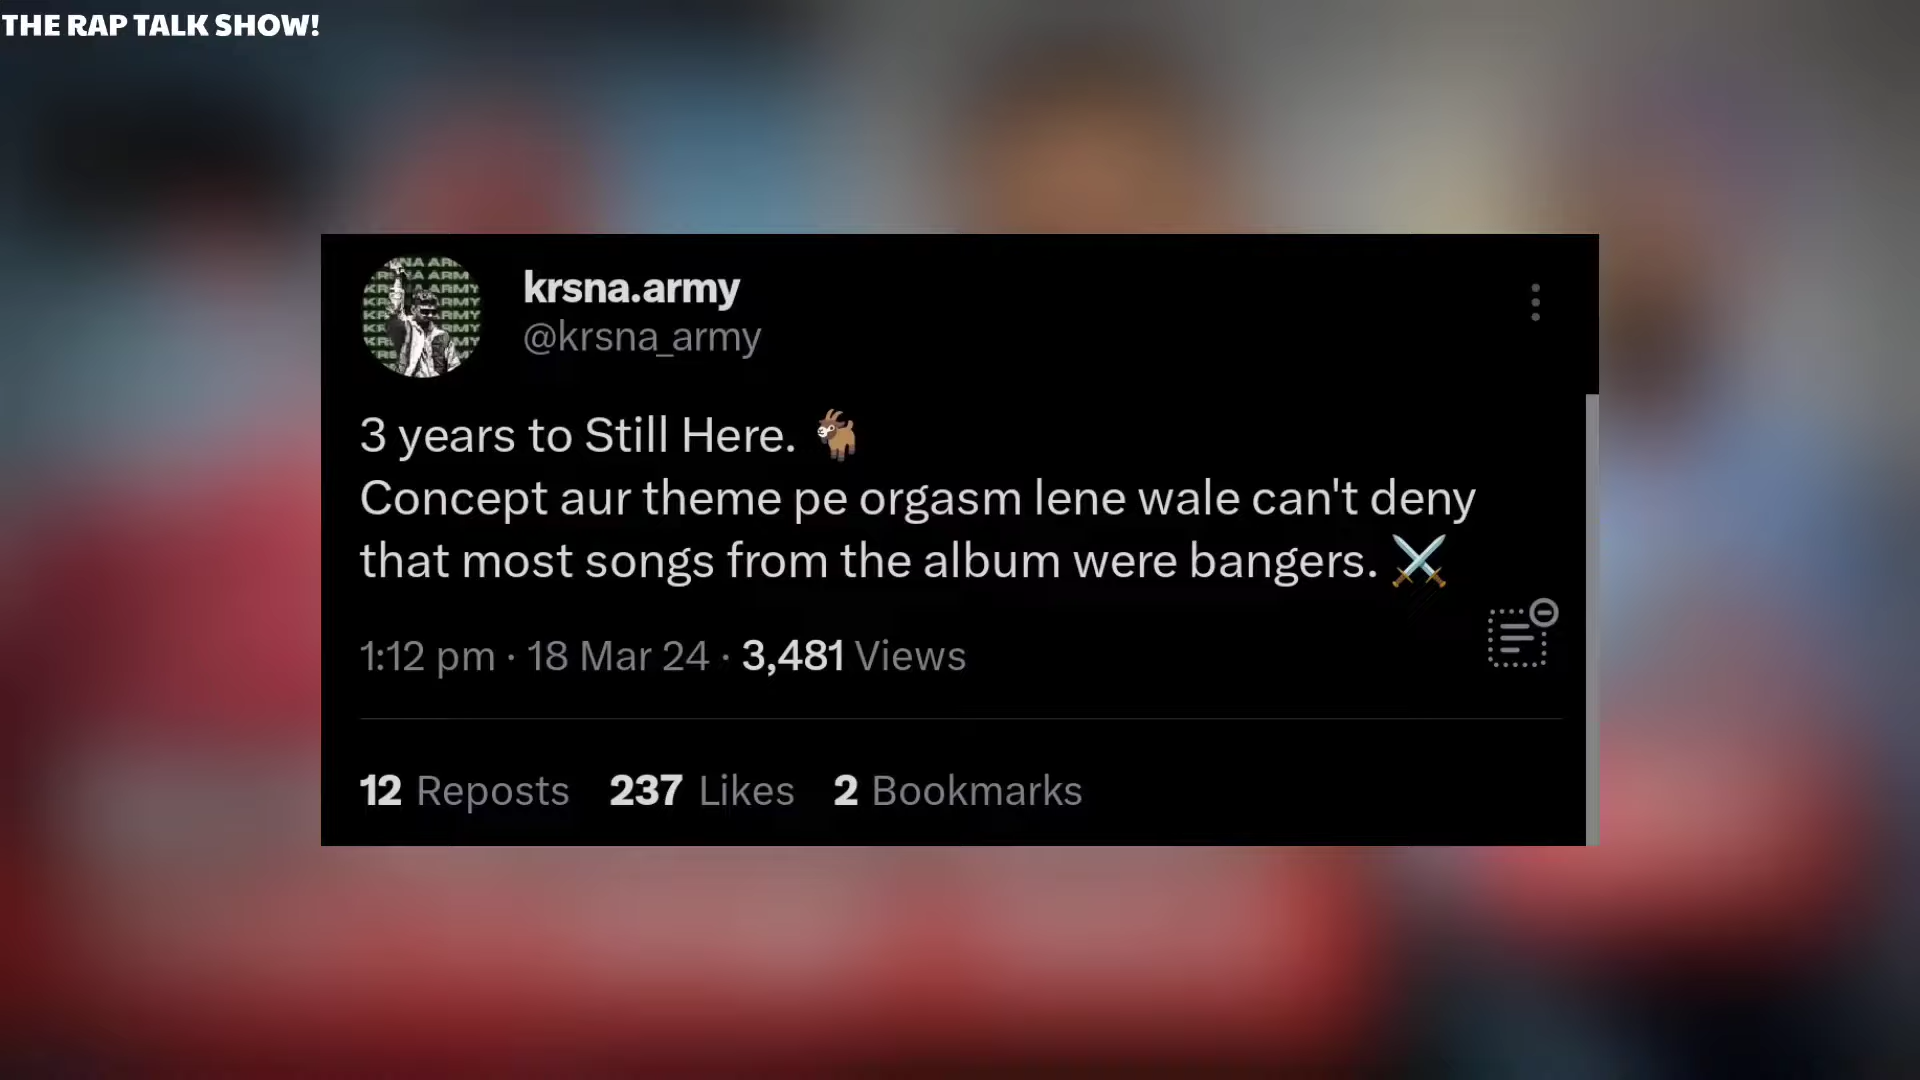 THE RAP TALK SHOW!
krsna.army
@krsna_army
3 years to Still Here. 🐐
Concept aur theme pe orgasm lene wale can't deny
that most songs from the album were bangers. ⚔️
1:12 pm · 18 Mar 24 · 3,481 Views
12 Reposts 237 Likes 2 Bookmarks